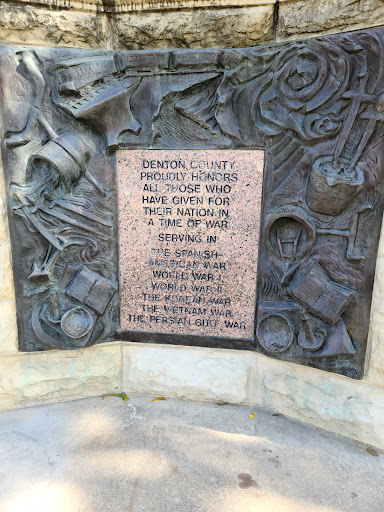 DENTON COUNTY
PROUDLY HONORS
ALL THOSE WHO
HAVE GIVEN FOR
THEIR NATION IN
A TIME OF WAR
SERVING IN
THE SPANISH-
AMERICAN WAR
WORLD WAR I
WORLD WAR II
THE KOREAN WAR
THE VIETNAM WAR
THE PERSIAN GULF WAR